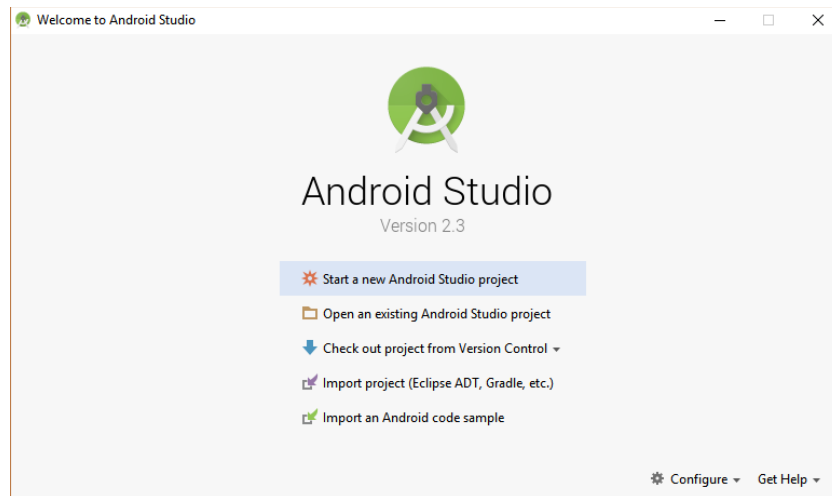 Welcome to Android Studio
Android Studio
Version 2.3
Start a new Android Studio project
Open an existing Android Studio project
Check out project from Version Control
Import project (Eclipse ADT, Gradle, etc.)
Import an Android code sample
Configure Get Help